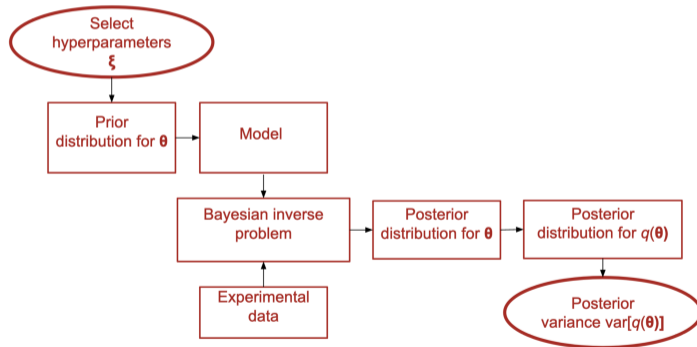 Select
hyperparameters
ξ
Prior
distribution for θ
Model
Bayesian inverse
problem
Posterior
distribution for θ
Posterior
distribution for q(θ)
Experimental
data
Posterior
variance var[q(θ)]